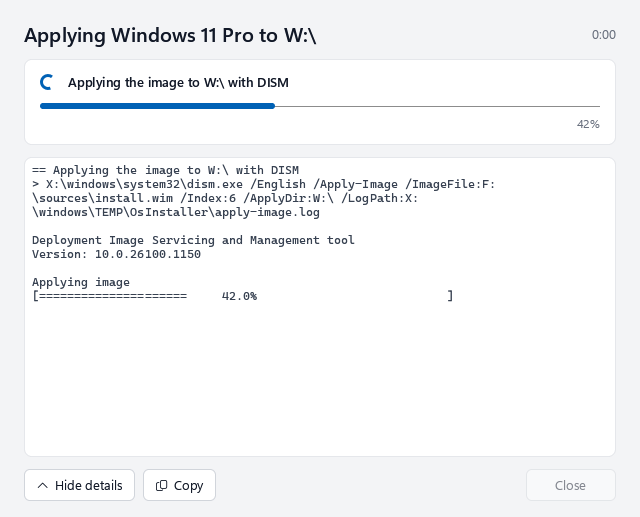 Applying Windows 11 Pro to W:\
0:00
Applying the image to W:\ with DISM
42%
== Applying the image to W:\ with DISM
> X:\windows\system32\dism.exe /English /Apply-Image /ImageFile:F:
\sources\install.wim /Index:6 /ApplyDir:W:\ /LogPath:X:
\windows\TEMP\OsInstaller\apply-image.log
Deployment Image Servicing and Management tool
Version: 10.0.26100.1150
Applying image
[===================== 42.0% ]
Hide details
Copy
Close